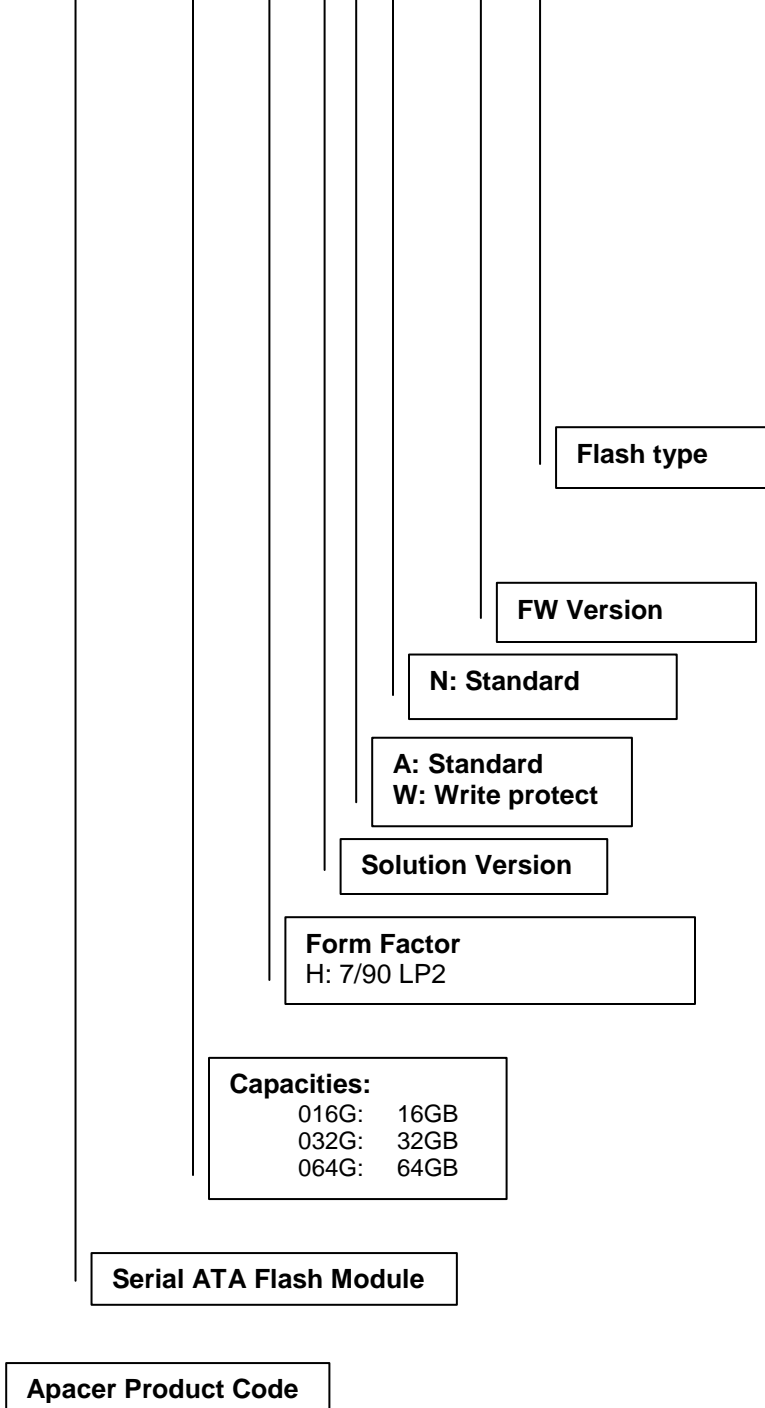 Flash type
FW Version
N: Standard
A: Standard
W: Write protect
Solution Version
Form Factor
H: 7/90 LP2
Capacities:
016G: 16GB
032G: 32GB
064G: 64GB
Serial ATA Flash Module
Apacer Product Code